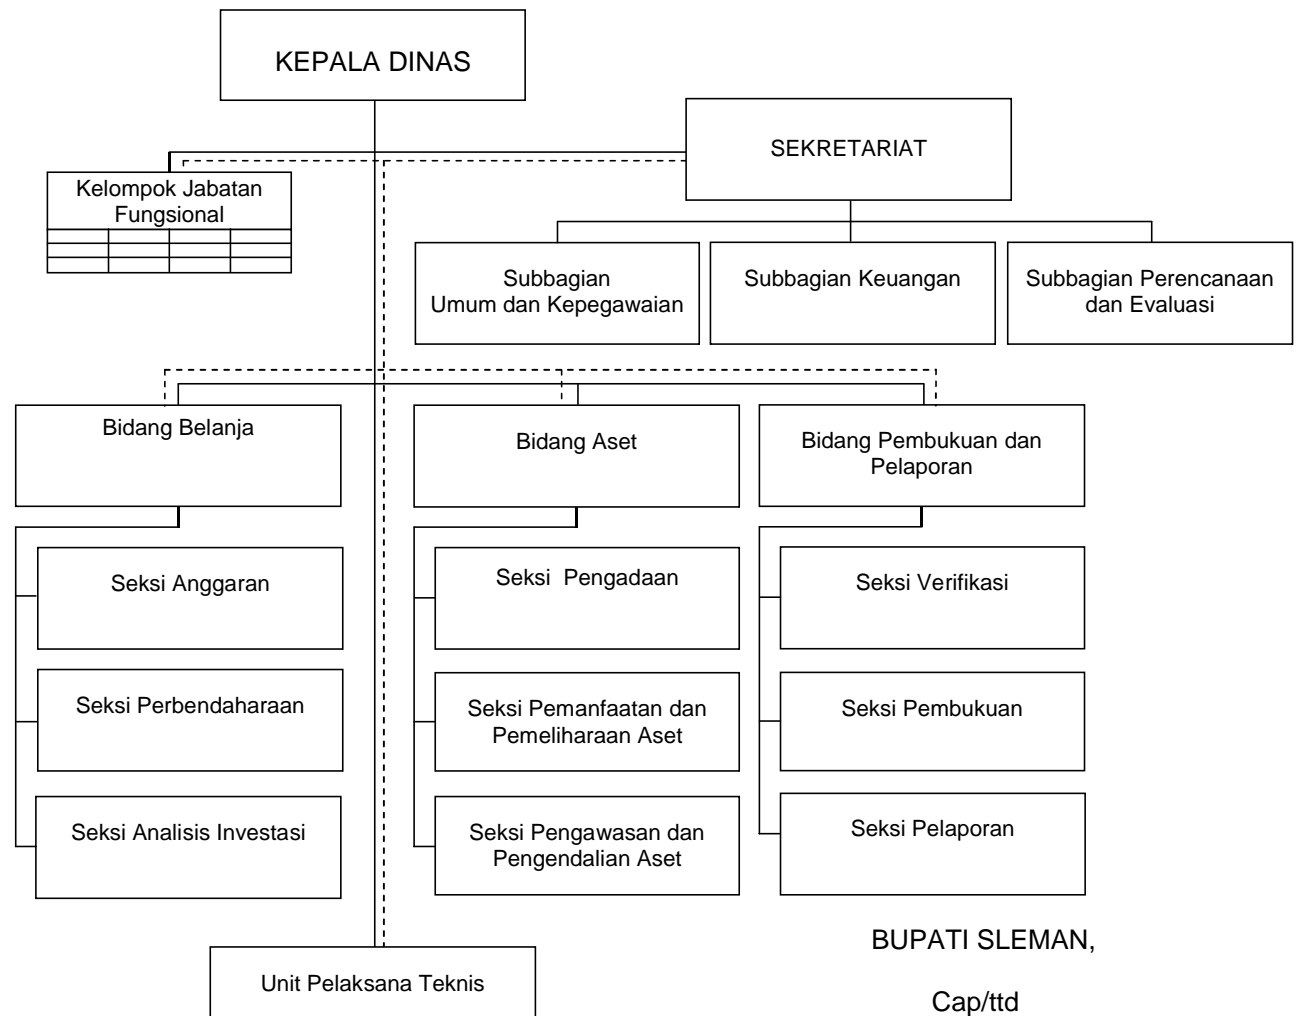 KEPALA DINAS
SEKRETARIAT
Kelompok Jabatan
Fungsional
Subbagian
Umum dan Kepegawaian
Subbagian Keuangan
Subbagian Perencanaan
dan Evaluasi
Bidang Belanja
Bidang Aset
Bidang Pembukuan dan
Pelaporan
Seksi Anggaran
Seksi  Pengadaan
Seksi Verifikasi
Seksi Perbendaharaan
Seksi Pemanfaatan dan
Pemeliharaan Aset
Seksi Pembukuan
Seksi Analisis Investasi
Seksi Pengawasan dan
Pengendalian Aset
Seksi Pelaporan
BUPATI SLEMAN,
Unit Pelaksana Teknis
Cap/ttd